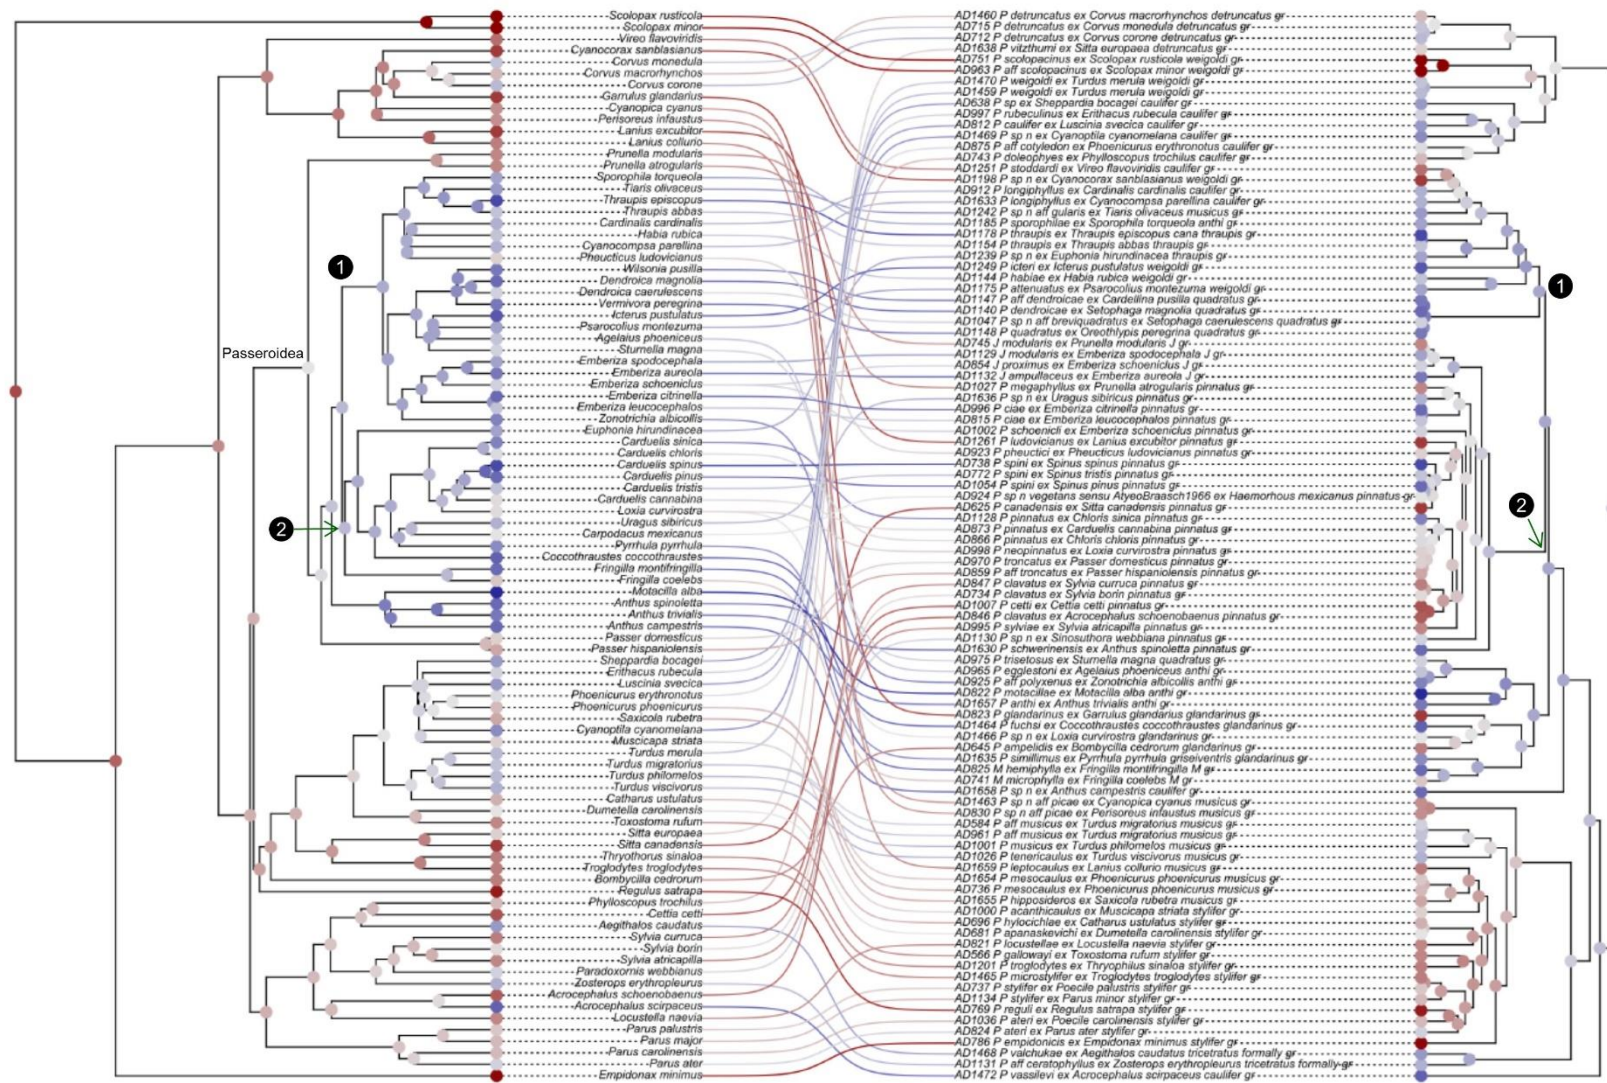 Scolopax rusticola
Scolopax minor
Vireo flavoviridis
Cyanocorax sanblasianus
Corvus monedula
Corvus macrorhynchos
Corvus corone
Garrulus glandarius
Cyanopica cyanus
Perisoreus infaustus
Lanius excubitor
Lanius collurio
Prunella modularis
Prunella atrogularis
Sporophila torqueola
Tiaris olivaceus
Thraupis episcopus
Thraupis abbas
Cardinalis cardinalis
Habia rubica
Cyanocompsa parellina
Pheucticus ludovicianus
1
Wilsonia pusilla
Dendroica magnolia
Dendroica caerulescens
Vermivora peregrina
Icterus pustulatus
Psarocolius montezuma
Agelaius phoeniceus
Sturnella magna
Passeroidea
Emberiza spodocephala
Emberiza aureola
Emberiza schoeniclus
Emberiza citrinella
Emberiza leucocephalos
Zonotrichia albicollis
Euphonia hirundinacea
Carduelis sinica
Carduelis chloris
Carduelis spinus
Carduelis pinus
Carduelis tristis
Carduelis cannabina
Loxia curvirostra
Uragus sibiricus
2
Carpodacus mexicanus
Pyrrhula pyrrhula
Coccothraustes coccothraustes
Fringilla montifringilla
Fringilla coelebs
Motacilla alba
Anthus spinoletta
Anthus trivialis
Anthus campestris
Passer domesticus
Passer hispaniolensis
Sheppardia bocagei
Erithacus rubecula
Luscinia svecica
Phoenicurus erythronotus
Phoenicurus phoenicurus
Saxicola rubetra
Cyanoptila cyanomelana
Muscicapa striata
Turdus merula
Turdus migratorius
Turdus philomelos
Turdus viscivorus
Catharus ustulatus
Dumetella carolinensis
Toxostoma rufum
Sitta europaea
Sitta canadensis
Thryothorus sinaloa
Troglodytes troglodytes
Bombycilla cedrorum
Regulus satrapa
Phylloscopus trochilus
Cettia cetti
Aegithalos caudatus
Sylvia curruca
Sylvia borin
Sylvia atricapilla
Paradoxornis webbianus
Zosterops erythropleurus
Acrocephalus schoenobaenus
Acrocephalus scirpaceus
Locustella naevia
Parus palustris
Parus major
Parus carolinensis
Parus ater
Empidonax minimus
AD1460 P detruncatus ex Corvus macrorhynchos detruncatus gr
AD715 P detruncatus ex Corvus monedula detruncatus gr
AD712 P detruncatus ex Corvus corone detruncatus gr
AD1638 P vitzthumi ex Sitta europaea detruncatus gr
AD751 P scolopacinus ex Scolopax rusticola weigoldi gr
AD963 P aff scolopacinus ex Scolopax minor weigoldi gr
AD1470 P weigoldi ex Turdus merula weigoldi gr
AD1459 P weigoldi ex Turdus merula weigoldi gr
AD638 P sp ex Sheppardia bocagei caulifer gr
AD997 P rubeculinus ex Erithacus rubecula caulifer gr
AD812 P caulifer ex Luscinia svecica caulifer gr
AD1469 P sp n ex Cyanoptila cyanomelana caulifer gr
AD875 P aff cotyledon ex Phoenicurus erythronotus caulifer gr
AD743 P doleophyes ex Phylloscopus trochilus caulifer gr
AD1251 P stoddardi ex Vireo flavoviridis caulifer gr
AD1198 P sp n ex Cyanocorax sanblasianus weigoldi gr
AD912 P longiphyllus ex Cardinalis cardinalis caulifer gr
AD1633 P longiphyllus ex Cyanocompsa parellina caulifer gr
AD1242 P sp n aff gularis ex Tiaris olivaceus musicus gr
AD1185 P sporophilae ex Sporophila torqueola anthi gr
AD1178 P thraupis ex Thraupis episcopus cana thraupis gr
AD1154 P thraupis ex Thraupis abbas thraupis gr
AD1239 P sp n ex Euphonia hirundinacea thraupis gr
AD1249 P icteri ex Icterus pustulatus weigoldi gr
AD1144 P habiae ex Habia rubica weigoldi gr
AD1175 P attenuatus ex Psarocolius montezuma weigoldi gr
1
AD1147 P aff dendroicae ex Cardellina pusilla quadratus gr
AD1140 P dendroicae ex Setophaga magnolia quadratus gr
AD1047 P sp n aff breviquadratus ex Setophaga caerulescens quadratus gr
AD1148 P quadratus ex Oreothlypis peregrina quadratus gr
AD745 J modularis ex Prunella modularis J gr
AD1129 J modularis ex Emberiza spodocephala J gr
AD854 J proximus ex Emberiza schoeniclus J gr
AD1132 J ampullaceus ex Emberiza aureola J gr
AD1027 P megaphyllus ex Prunella atrogularis pinnatus gr
AD1636 P sp n ex Uragus sibiricus pinnatus gr
AD996 P ciae ex Emberiza citrinella pinnatus gr
AD815 P ciae ex Emberiza leucocephalos pinnatus gr
AD1002 P schoenicli ex Emberiza schoeniclus pinnatus gr
AD1261 P ludovicianus ex Lanius excubitor pinnatus gr
AD923 P pheuctici ex Pheucticus ludovicianus pinnatus gr
AD738 P spini ex Spinus spinus pinnatus gr
AD772 P spini ex Spinus tristis pinnatus gr
AD1054 P spini ex Spinus pinus pinnatus gr
AD924 P sp n vegetans sensu AtyeoBraasch1966 ex Haemorhous mexicanus pinnatus gr
AD625 P canadensis ex Sitta canadensis pinnatus gr
2
AD1128 P pinnatus ex Chloris sinica pinnatus gr
AD873 P pinnatus ex Carduelis cannabina pinnatus gr
AD866 P pinnatus ex Chloris chloris pinnatus gr
AD998 P neopinnatus ex Loxia curvirostra pinnatus gr
AD970 P troncatus ex Passer domesticus pinnatus gr
AD859 P aff troncatus ex Passer hispaniolensis pinnatus gr
AD847 P clavatus ex Sylvia curruca pinnatus gr
AD734 P clavatus ex Sylvia borin pinnatus gr
AD1007 P cetti ex Cettia cetti pinnatus gr
AD846 P clavatus ex Acrocephalus schoenobaenus pinnatus gr
AD995 P sylviae ex Sylvia atricapilla pinnatus gr
AD1130 P sp n ex Sinosuthora webbiana pinnatus gr
AD1630 P schwerinensis ex Anthus spinoletta pinnatus gr
AD975 P trisetosus ex Sturnella magna quadratus gr
AD965 P egglestoni ex Agelaius phoeniceus anthi gr
AD925 P aff polyxenus ex Zonotrichia albicollis anthi gr
AD822 P motacillae ex Motacilla alba anthi gr
AD1657 P anthi ex Anthus trivialis anthi gr
AD823 P glandarinus ex Garrulus glandarius glandarinus gr
AD1464 P fuchsi ex Coccothraustes coccothraustes glandarinus gr
AD1466 P sp n ex Loxia curvirostra glandarinus gr
AD645 P ampelidis ex Bombycilla cedrorum glandarinus gr
AD1635 P simillimus ex Pyrrhula pyrrhula griseiventris glandarinus gr
AD825 M hemiphylla ex Fringilla montifringilla M gr
AD741 M microphylla ex Fringilla coelebs M gr
AD1658 P sp n ex Anthus campestris caulifer gr
AD1463 P sp n aff picae ex Cyanopica cyanus musicus gr
AD830 P sp n aff picae ex Perisoreus infaustus musicus gr
AD584 P aff musicus ex Turdus migratorius musicus gr
AD961 P aff musicus ex Turdus migratorius musicus gr
AD1001 P musicus ex Turdus philomelos musicus gr
AD1026 P tenericaulus ex Turdus viscivorus musicus gr
AD1659 P leptocaulus ex Lanius collurio musicus gr
AD1654 P mesocaulus ex Phoenicurus phoenicurus musicus gr
AD736 P mesocaulus ex Phoenicurus phoenicurus musicus gr
AD1655 P hipposideros ex Saxicola rubetra musicus gr
AD1000 P acanthicaulus ex Muscicapa striata stylifer gr
AD696 P hylocichlae ex Catharus ustulatus stylifer gr
AD681 P apanaskevichi ex Dumetella carolinensis stylifer gr
AD821 P locustellae ex Locustella naevia stylifer gr
AD566 P gallowayi ex Toxostoma rufum stylifer gr
AD1201 P troglodytes ex Thryophilus sinaloa stylifer gr
AD1465 P microstylifer ex Troglodytes troglodytes stylifer gr
AD737 P stylifer ex Poecile palustris stylifer gr
AD1134 P stylifer ex Parus minor stylifer gr
AD769 P reguli ex Regulus satrapa stylifer gr
AD1036 P ateri ex Poecile carolinensis stylifer gr
AD824 P ateri ex Parus ater stylifer gr
AD786 P empidonicis ex Empidonax minimus stylifer gr
AD1468 P valchukae ex Aegithalos caudatus tricetratus formally gr
AD1131 P aff ceratophyllus ex Zosterops erythropleurus tricetratus formally gr
AD1472 P vassilevi ex Acrocephalus scirpaceus caulifer gr